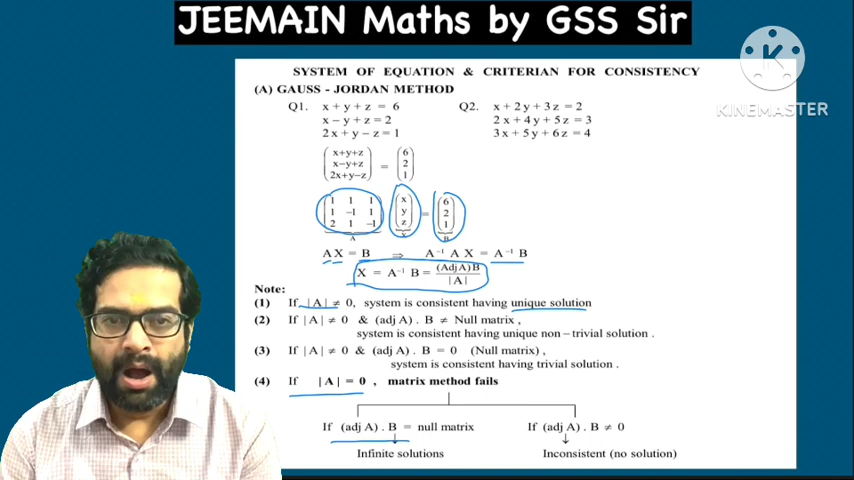 JEEMAIN Maths by GSS Sir
KINEMASTER
SYSTEM OF EQUATION & CRITERIAN FOR CONSISTENCY
(A) GAUSS - JORDAN METHOD
Q1. x + y + z = 6
x − y + z = 2
2x + y − z = 1
Q2. x + 2y + 3z = 2
2x + 4y + 5z = 3
3x + 5y + 6z = 4
x+y+z 6
x−y+z = 2
2x+y−z 1
1 1 1 x 6
1 −1 1 y = 2
2 1 −1 z 1
A X B
A X = B ⇒ A⁻¹ A X = A⁻¹ B
X = A⁻¹ B = (Adj A) B / |A|
Note:
(1) If |A| ≠ 0, system is consistent having unique solution
(2) If |A| ≠ 0 & (adj A) . B ≠ Null matrix,
system is consistent having unique non − trivial solution .
(3) If |A| ≠ 0 & (adj A) . B = 0 (Null matrix) ,
system is consistent having trivial solution .
(4) If |A| = 0 , matrix method fails
If (adj A) . B = null matrix
If (adj A) . B ≠ 0
Infinite solutions
Inconsistent (no solution)